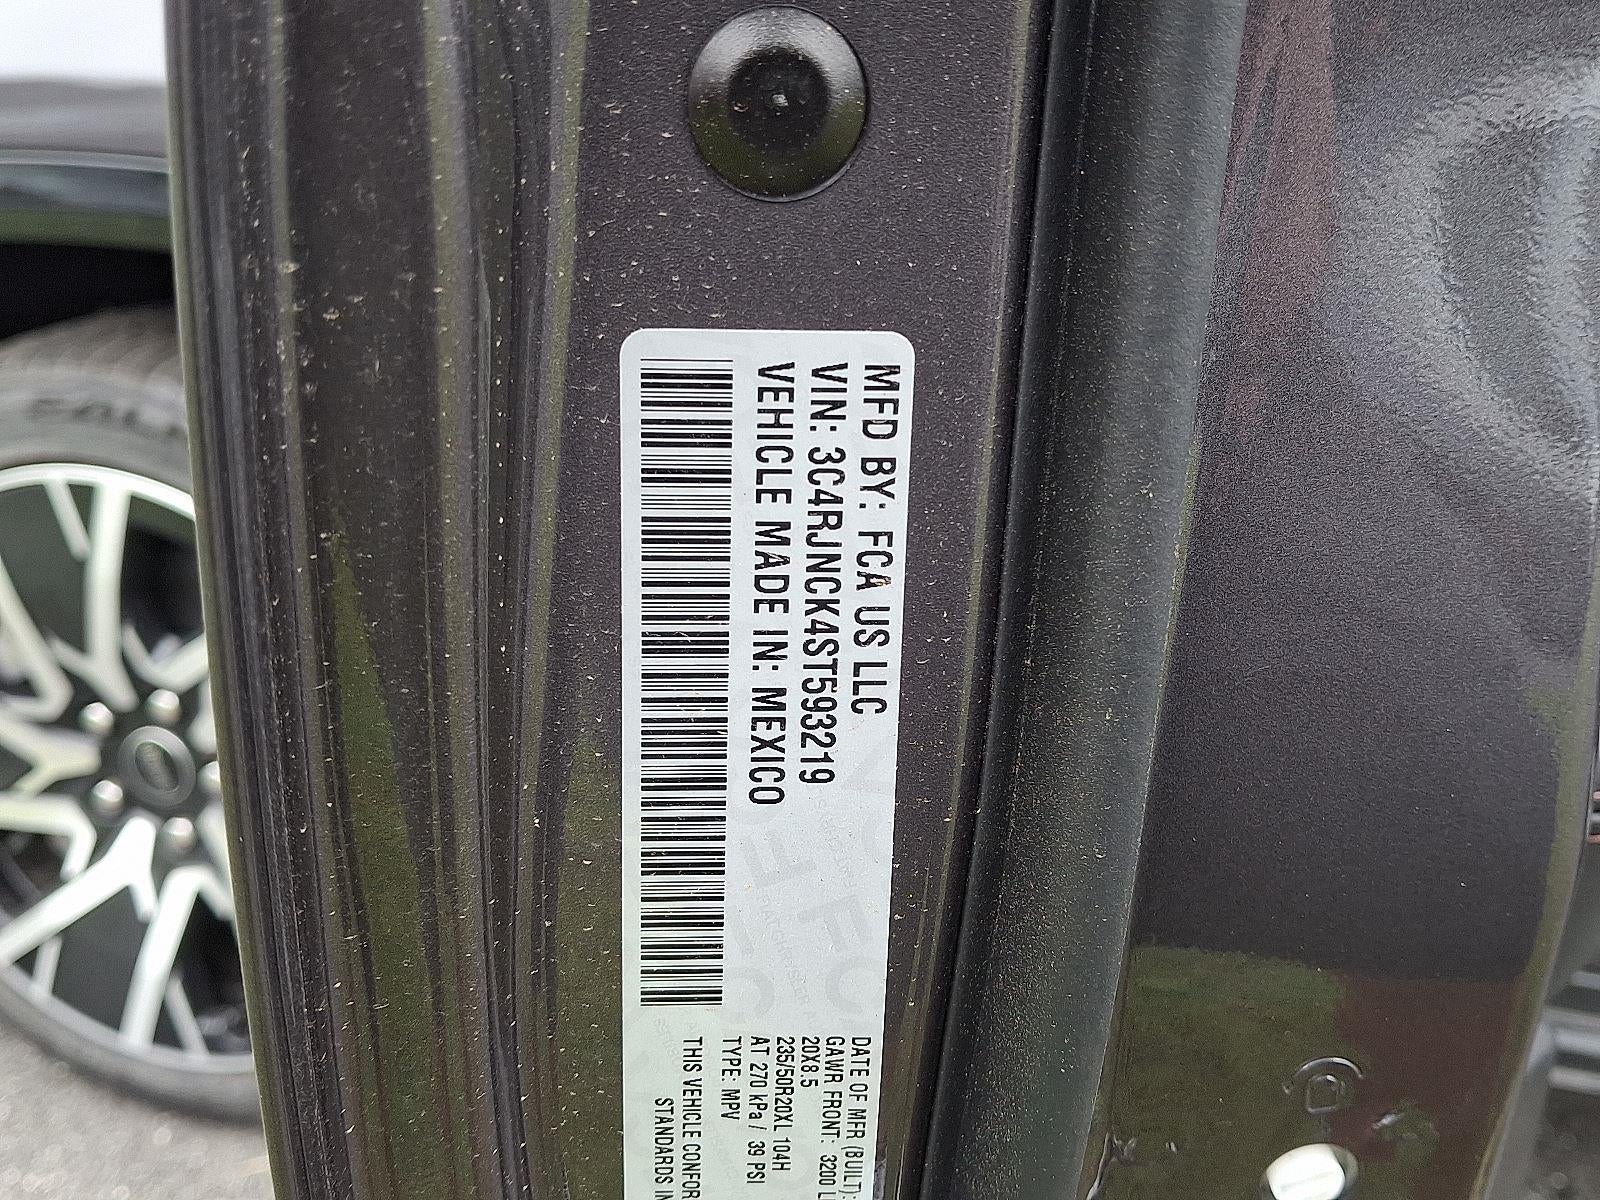 MFD BY: FCA US LLC
VIN: 3C4RJNCK4ST593219
VEHICLE MADE IN: MEXICO
DATE OF MFR (BUILT):
GAWR FRONT: 3200 L
20X8.5
235/50R20XL 104H
AT 270 kPa / 39 PSI
TYPE: MPV
THIS VEHICLE CONFOR
STANDARDS IN